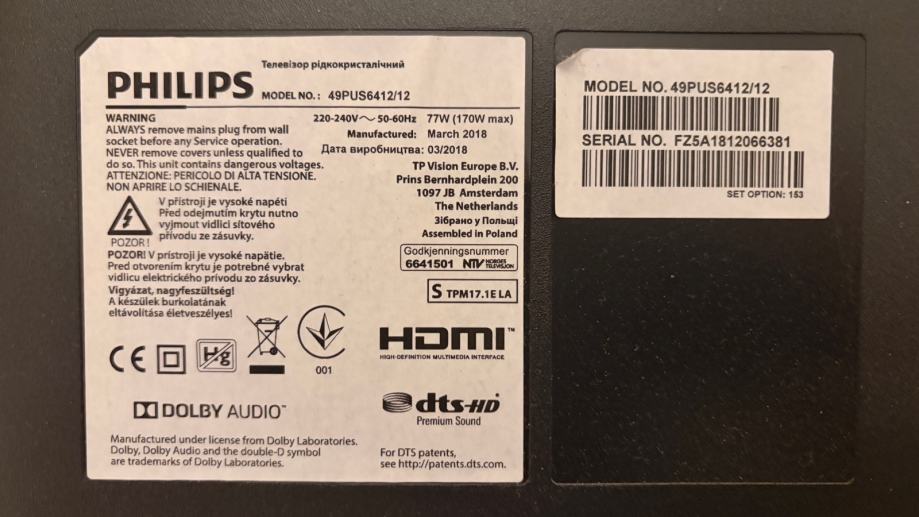 Телевізор рідкокристалічний
PHILIPS MODEL NO.: 49PUS6412/12
WARNING
ALWAYS remove mains plug from wall
socket before any Service operation.
NEVER remove covers unless qualified to
do so. This unit contains dangerous voltages.
ATTENZIONE: PERICOLO DI ALTA TENSIONE.
NON APRIRE LO SCHIENALE.
220-240V~ 50-60Hz 77W (170W max)
Manufactured: March 2018
Дата виробництва: 03/2018
TP Vision Europe B.V.
Prins Bernhardplein 200
1097 JB Amsterdam
The Netherlands
Зібрано у Польщі
Assembled in Poland
V přístroji je vysoké napětí
Před odejmutím krytu nutno
vyjmout vidlici síťového
přívodu ze zásuvky.
POZOR!
POZOR! V prístroji je vysoké napätie.
Pred otvorením krytu je potrebné vybrat
vidlicu elektrického prívodu zo zásuvky.
Vigyázat, nagyfeszültség!
A készülek burkolatának
eltávolítása életveszélyes!
Godkjenningsnummer
6641501 NTV NORGES TELEVISJON
S TPM17.1E LA
CE
Hg
001
HDMI™
HIGH-DEFINITION MULTIMEDIA INTERFACE
DOLBY AUDIO™
dts-HD
Premium Sound
Manufactured under license from Dolby Laboratories.
Dolby, Dolby Audio and the double-D symbol
are trademarks of Dolby Laboratories.
For DTS patents,
see http://patents.dts.com.
MODEL NO. 49PUS6412/12
SERIAL NO. FZ5A1812066381
SET OPTION: 153